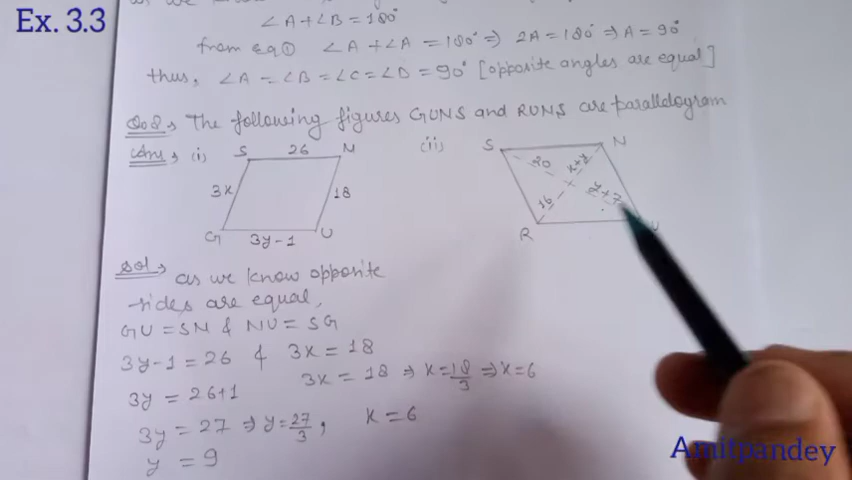 Ex. 3.3
∠A+∠B=180°
from eq① ∠A+∠A=180° ⇒ 2A=180° ⇒ A=90°
thus, ∠A=∠B=∠C=∠D=90° [opposite angles are equal]
Q08, The following figures GUNS and RUNS are parallelogram
Ans, (i) S 26 N (ii) S N
20 x+y
3x 18
16 y+7
G 3y-1 U R
Sol, as we know opposite
sides are equal,
GU=SN & NU=SG
3y-1=26 & 3x=18
3x=18 ⇒ x=18/3 ⇒ x=6
3y=26+1
3y=27 ⇒ y=27/3, x=6
y=9
Amitpandey